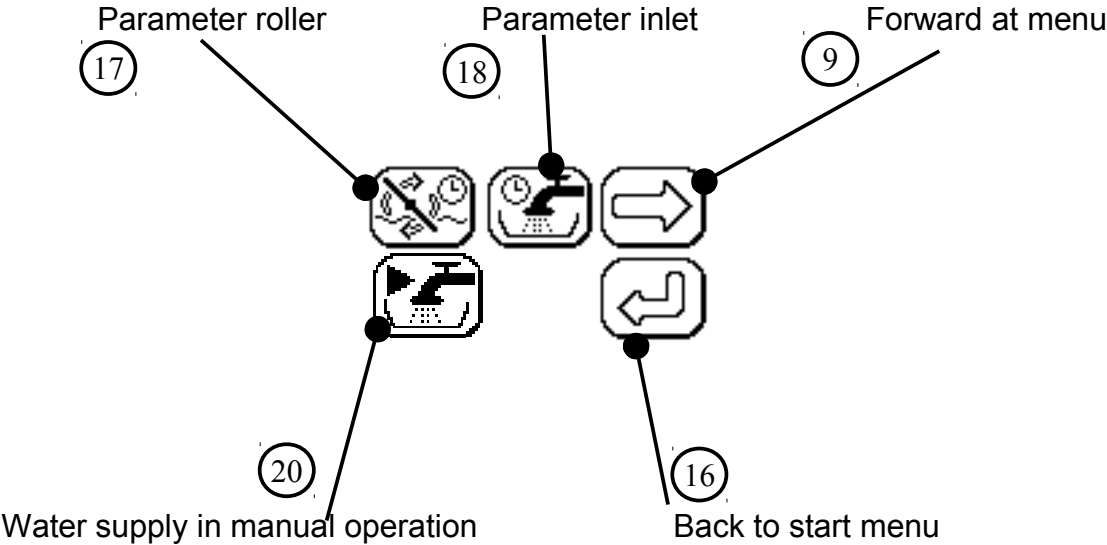 Parameter roller
Parameter inlet
Forward at menu
17
18
9
20
16
Water supply in manual operation
Back to start menu